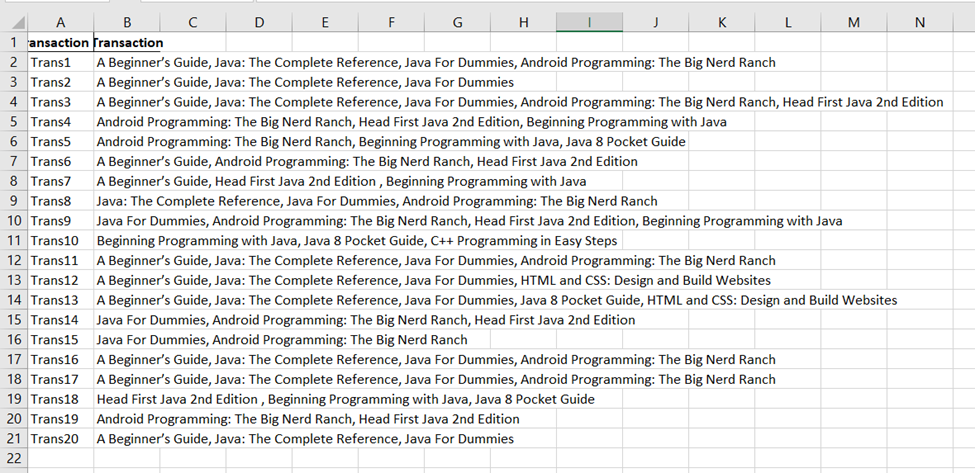 A B C D E F G H I J K L M N
1 ansaction Transaction
2 Trans1 A Beginner’s Guide, Java: The Complete Reference, Java For Dummies, Android Programming: The Big Nerd Ranch
3 Trans2 A Beginner’s Guide, Java: The Complete Reference, Java For Dummies
4 Trans3 A Beginner’s Guide, Java: The Complete Reference, Java For Dummies, Android Programming: The Big Nerd Ranch, Head First Java 2nd Edition
5 Trans4 Android Programming: The Big Nerd Ranch, Head First Java 2nd Edition, Beginning Programming with Java
6 Trans5 Android Programming: The Big Nerd Ranch, Beginning Programming with Java, Java 8 Pocket Guide
7 Trans6 A Beginner’s Guide, Android Programming: The Big Nerd Ranch, Head First Java 2nd Edition
8 Trans7 A Beginner’s Guide, Head First Java 2nd Edition , Beginning Programming with Java
9 Trans8 Java: The Complete Reference, Java For Dummies, Android Programming: The Big Nerd Ranch
10 Trans9 Java For Dummies, Android Programming: The Big Nerd Ranch, Head First Java 2nd Edition, Beginning Programming with Java
11 Trans10 Beginning Programming with Java, Java 8 Pocket Guide, C++ Programming in Easy Steps
12 Trans11 A Beginner’s Guide, Java: The Complete Reference, Java For Dummies, Android Programming: The Big Nerd Ranch
13 Trans12 A Beginner’s Guide, Java: The Complete Reference, Java For Dummies, HTML and CSS: Design and Build Websites
14 Trans13 A Beginner’s Guide, Java: The Complete Reference, Java For Dummies, Java 8 Pocket Guide, HTML and CSS: Design and Build Websites
15 Trans14 Java For Dummies, Android Programming: The Big Nerd Ranch, Head First Java 2nd Edition
16 Trans15 Java For Dummies, Android Programming: The Big Nerd Ranch
17 Trans16 A Beginner’s Guide, Java: The Complete Reference, Java For Dummies, Android Programming: The Big Nerd Ranch
18 Trans17 A Beginner’s Guide, Java: The Complete Reference, Java For Dummies, Android Programming: The Big Nerd Ranch
19 Trans18 Head First Java 2nd Edition , Beginning Programming with Java, Java 8 Pocket Guide
20 Trans19 Android Programming: The Big Nerd Ranch, Head First Java 2nd Edition
21 Trans20 A Beginner’s Guide, Java: The Complete Reference, Java For Dummies
22